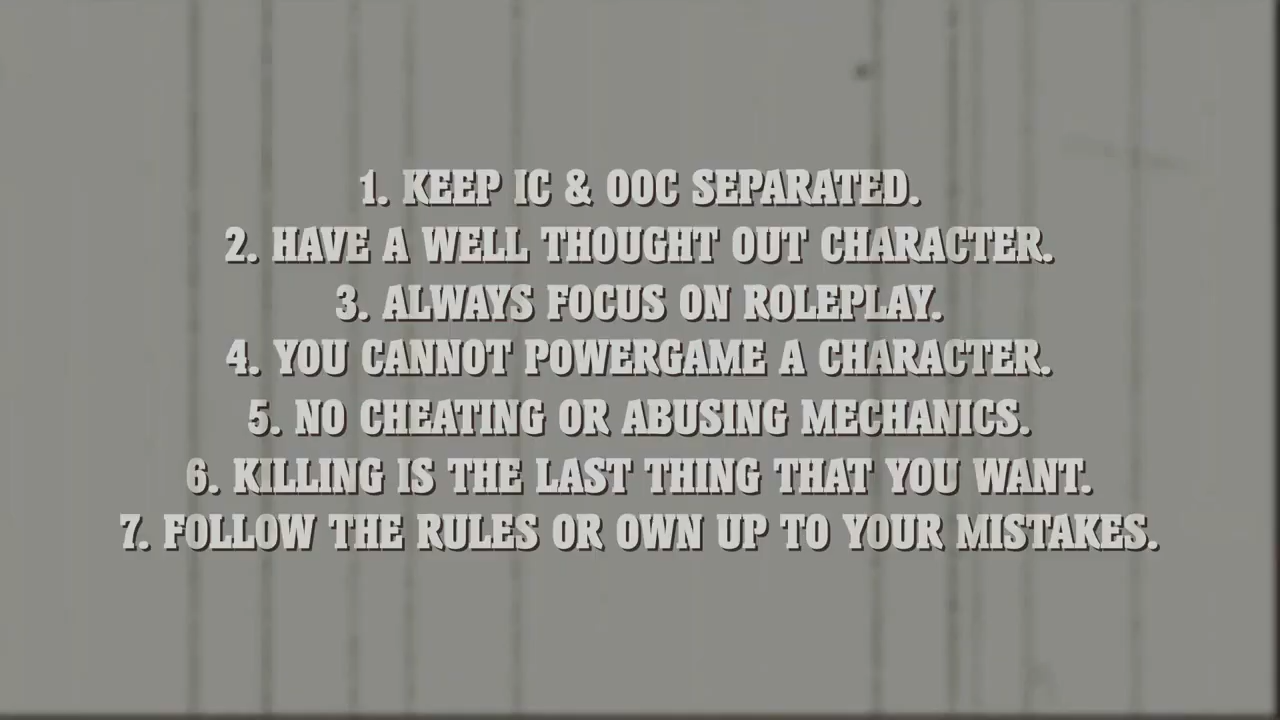 1. KEEP IC & OOC SEPARATED.
2. HAVE A WELL THOUGHT OUT CHARACTER.
3. ALWAYS FOCUS ON ROLEPLAY.
4. YOU CANNOT POWERGAME A CHARACTER.
5. NO CHEATING OR ABUSING MECHANICS.
6. KILLING IS THE LAST THING THAT YOU WANT.
7. FOLLOW THE RULES OR OWN UP TO YOUR MISTAKES.